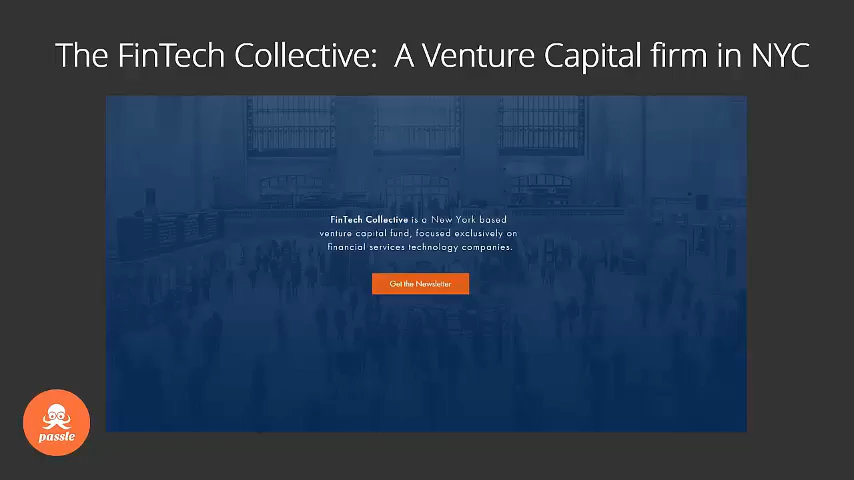 The FinTech Collective: A Venture Capital firm in NYC
FinTech Collective is a New York based
venture capital fund, focused exclusively on
financial services technology companies.
Get the Newsletter
passle